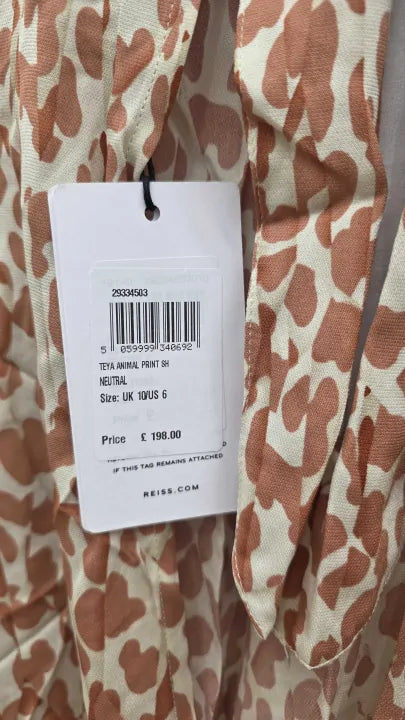 29334503
5 059999 340692
TEYA ANIMAL PRINT SH
NEUTRAL
Size: UK 10/US 6
Price £ 198.00
IF THIS TAG REMAINS ATTACHED
REISS.COM